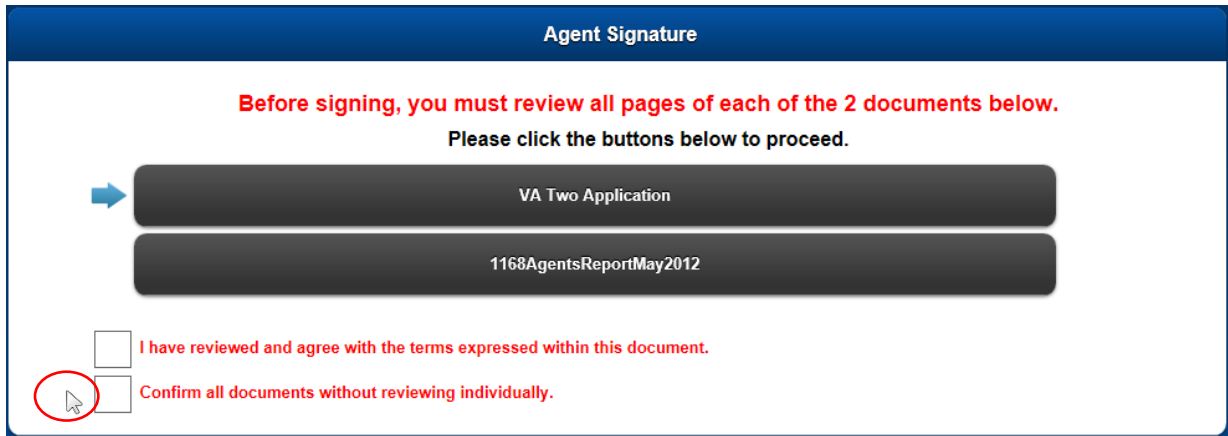 Agent Signature
Before signing, you must review all pages of each of the 2 documents below.
Please click the buttons below to proceed.
VA Two Application
1168AgentsReportMay2012
I have reviewed and agree with the terms expressed within this document.
Confirm all documents without reviewing individually.